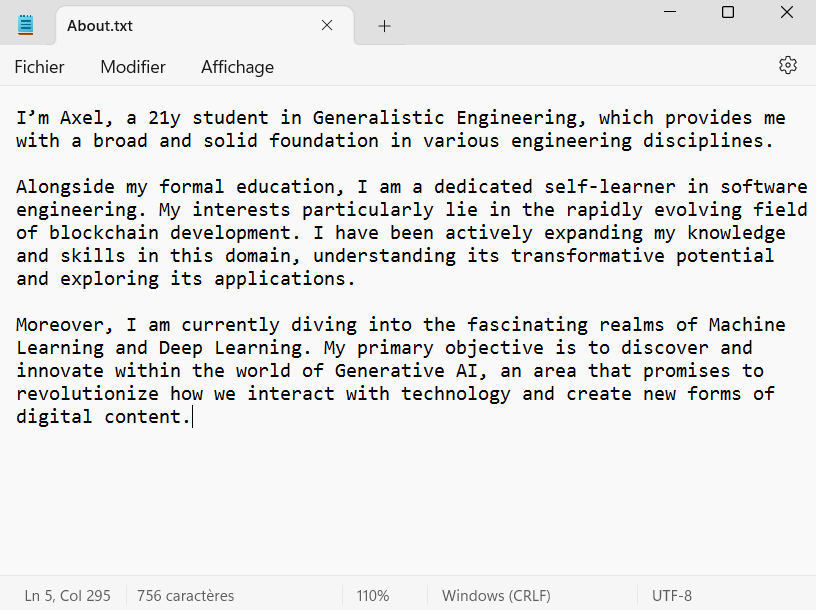 About.txt
Fichier Modifier Affichage
I’m Axel, a 21y student in Generalistic Engineering, which provides me
with a broad and solid foundation in various engineering disciplines.
Alongside my formal education, I am a dedicated self-learner in software
engineering. My interests particularly lie in the rapidly evolving field
of blockchain development. I have been actively expanding my knowledge
and skills in this domain, understanding its transformative potential
and exploring its applications.
Moreover, I am currently diving into the fascinating realms of Machine
Learning and Deep Learning. My primary objective is to discover and
innovate within the world of Generative AI, an area that promises to
revolutionize how we interact with technology and create new forms of
digital content.
Ln 5, Col 295 756 caractères 110% Windows (CRLF) UTF-8